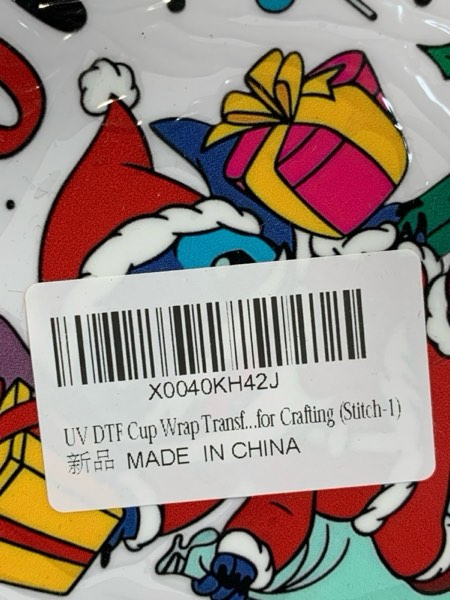 X0040KH42J
UV DTF Cup Wrap Transf...for Crafting (Stitch-1)
新品 MADE IN CHINA